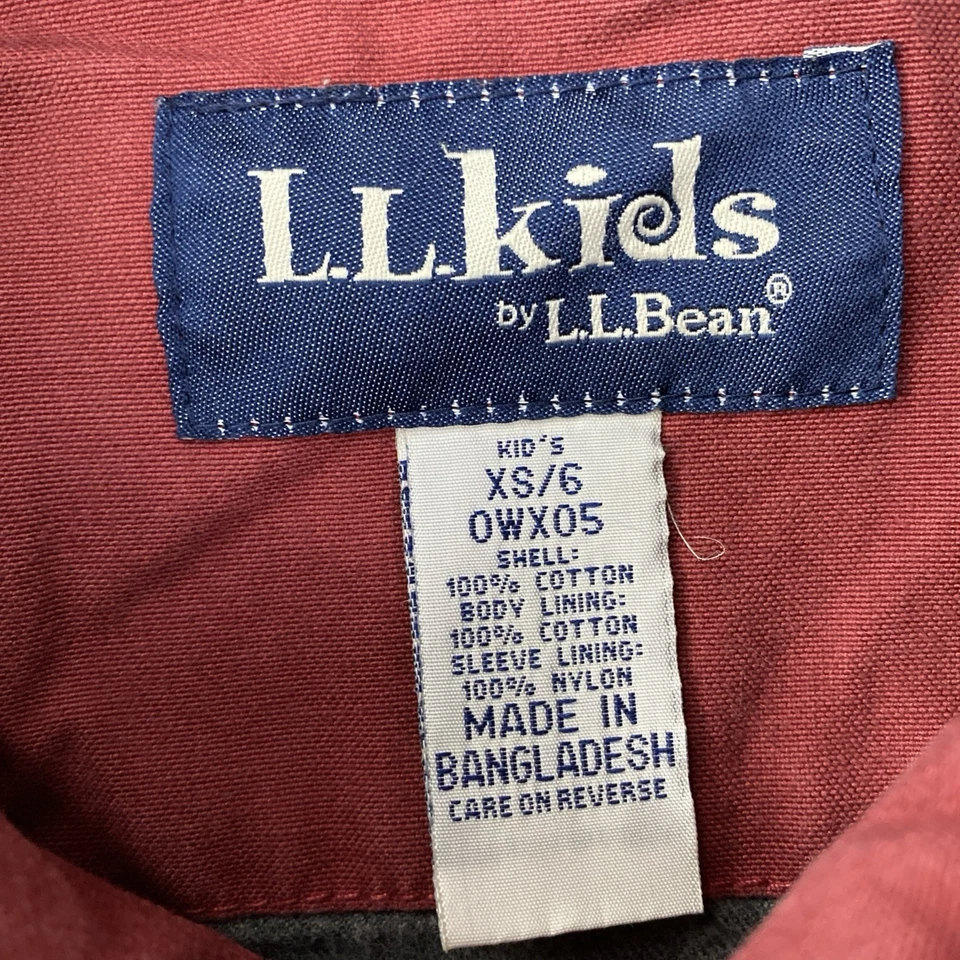 L.L.kids
by L.L.Bean®
KID'S
XS/6
0WX05
SHELL:
100% COTTON
BODY LINING:
100% COTTON
SLEEVE LINING:
100% NYLON
MADE IN
BANGLADESH
CARE ON REVERSE